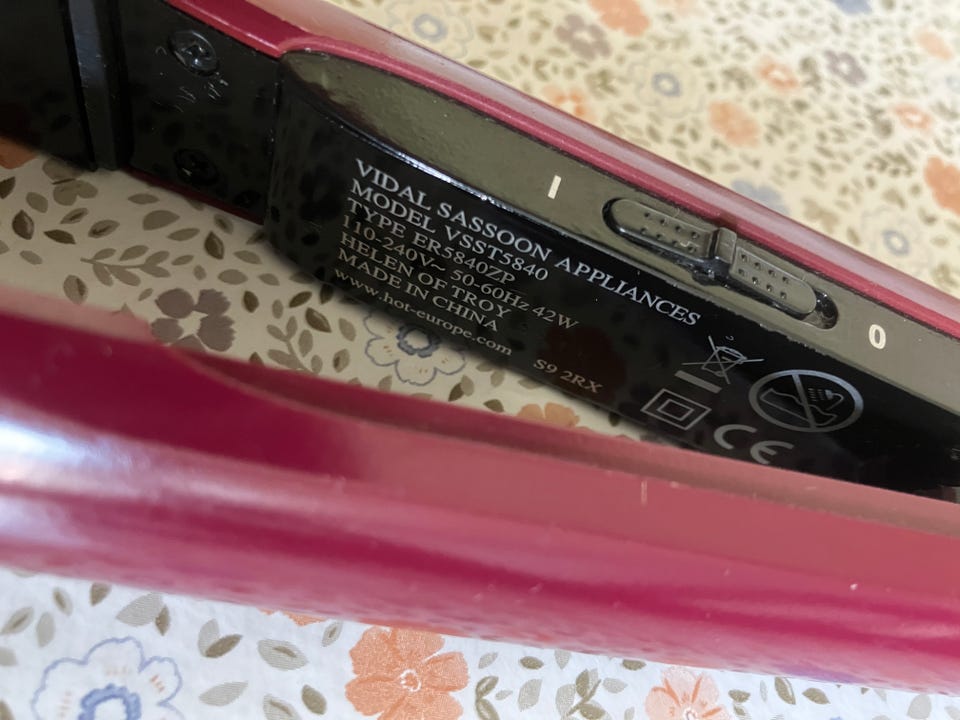 VIDAL SASSOON APPLIANCES
MODEL VSST5840
TYPE ER5840ZP
110-240V~ 50-60Hz 42W
HELEN OF TROY
MADE IN CHINA
www.hot-europe.com
S9 2RX
CE
I
0